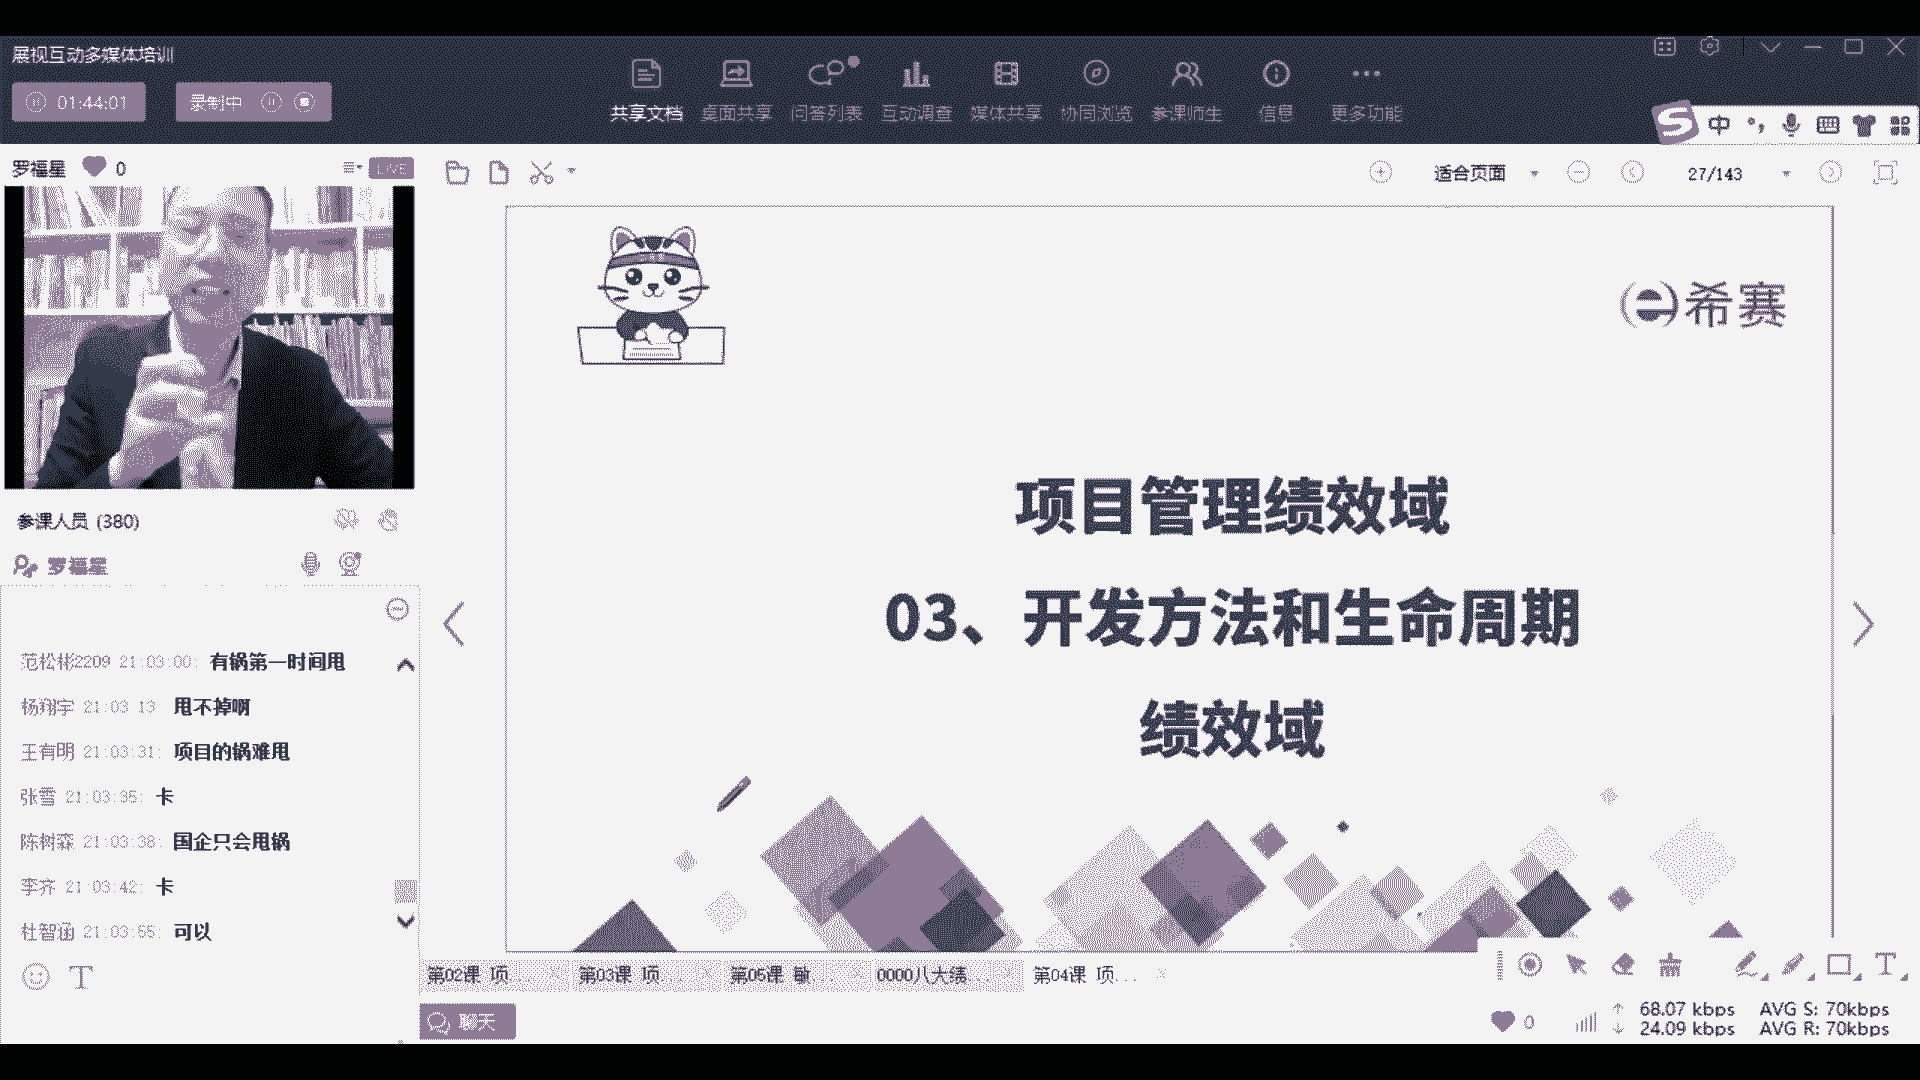 展视互动多媒体培训
01:44:01
录制中
共享文档 桌面共享 问答列表 互动调查 媒体共享 协同浏览 参课师生 信息 更多功能
中
罗福星 0
LIVE
适合页面
27/143
希赛
项目管理绩效域
03、开发方法和生命周期
绩效域
参课人员 (380)
罗福星
范松彬2209 21:03:00: 有锅第一时间甩
杨翔宇 21:03:13: 甩不掉啊
王有明 21:03:31: 项目的锅难甩
张雪 21:03:35: 卡
陈树森 21:03:38: 国企只会甩锅
李齐 21:03:42: 卡
杜智涵 21:03:55: 可以
第02课 项...
第03课 项...
第05课 敏...
0000八大绩...
第04课 项...
聊天
0
68.07 kbps AVG S: 70kbps
24.09 kbps AVG R: 70kbps